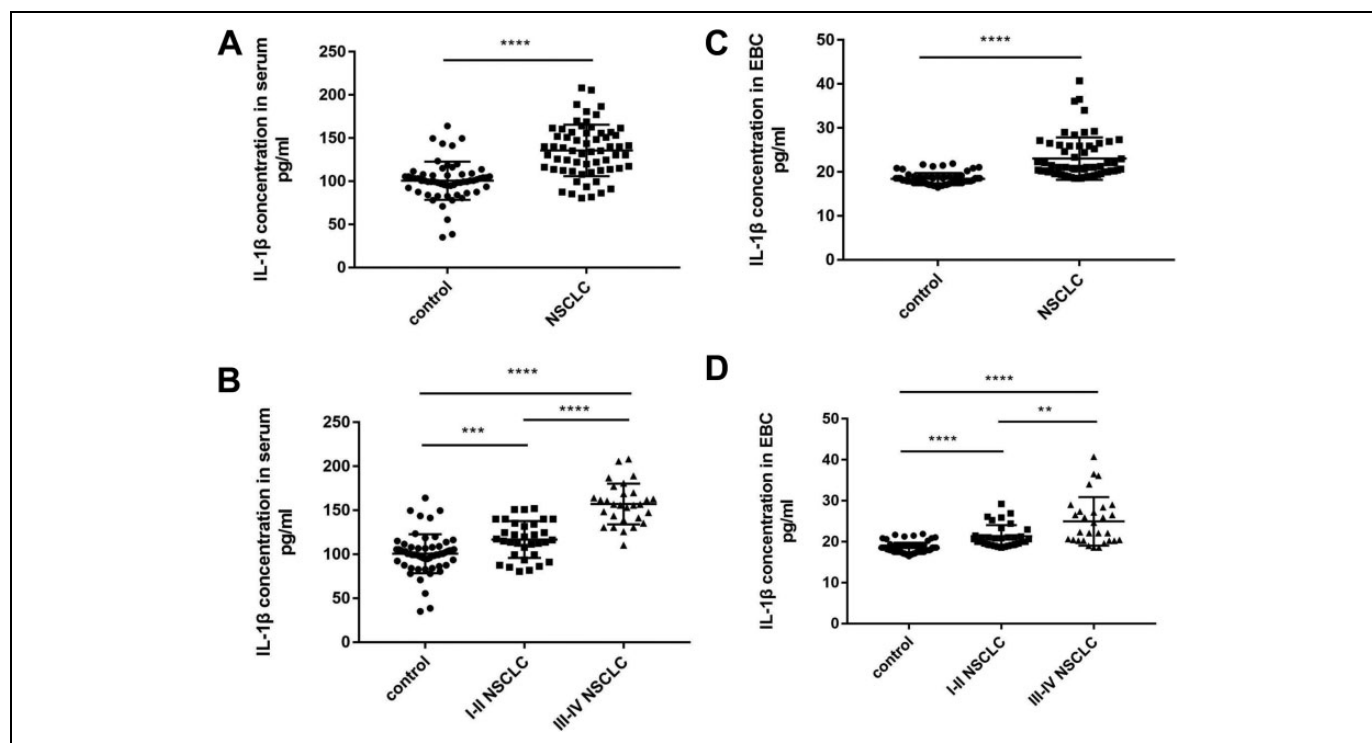 A
IL-1β concentration in serum
pg/ml
250
200
150
100
50
0
****
control
NSCLC
C
IL-1β concentration in EBC
pg/ml
50
40
30
20
10
0
****
control
NSCLC
B
IL-1β concentration in serum
pg/ml
250
200
150
100
50
0
****
****
***
control
I-II NSCLC
III-IV NSCLC
D
IL-1β concentration in EBC
pg/ml
50
40
30
20
10
0
****
**
****
control
I-II NSCLC
III-IV NSCLC